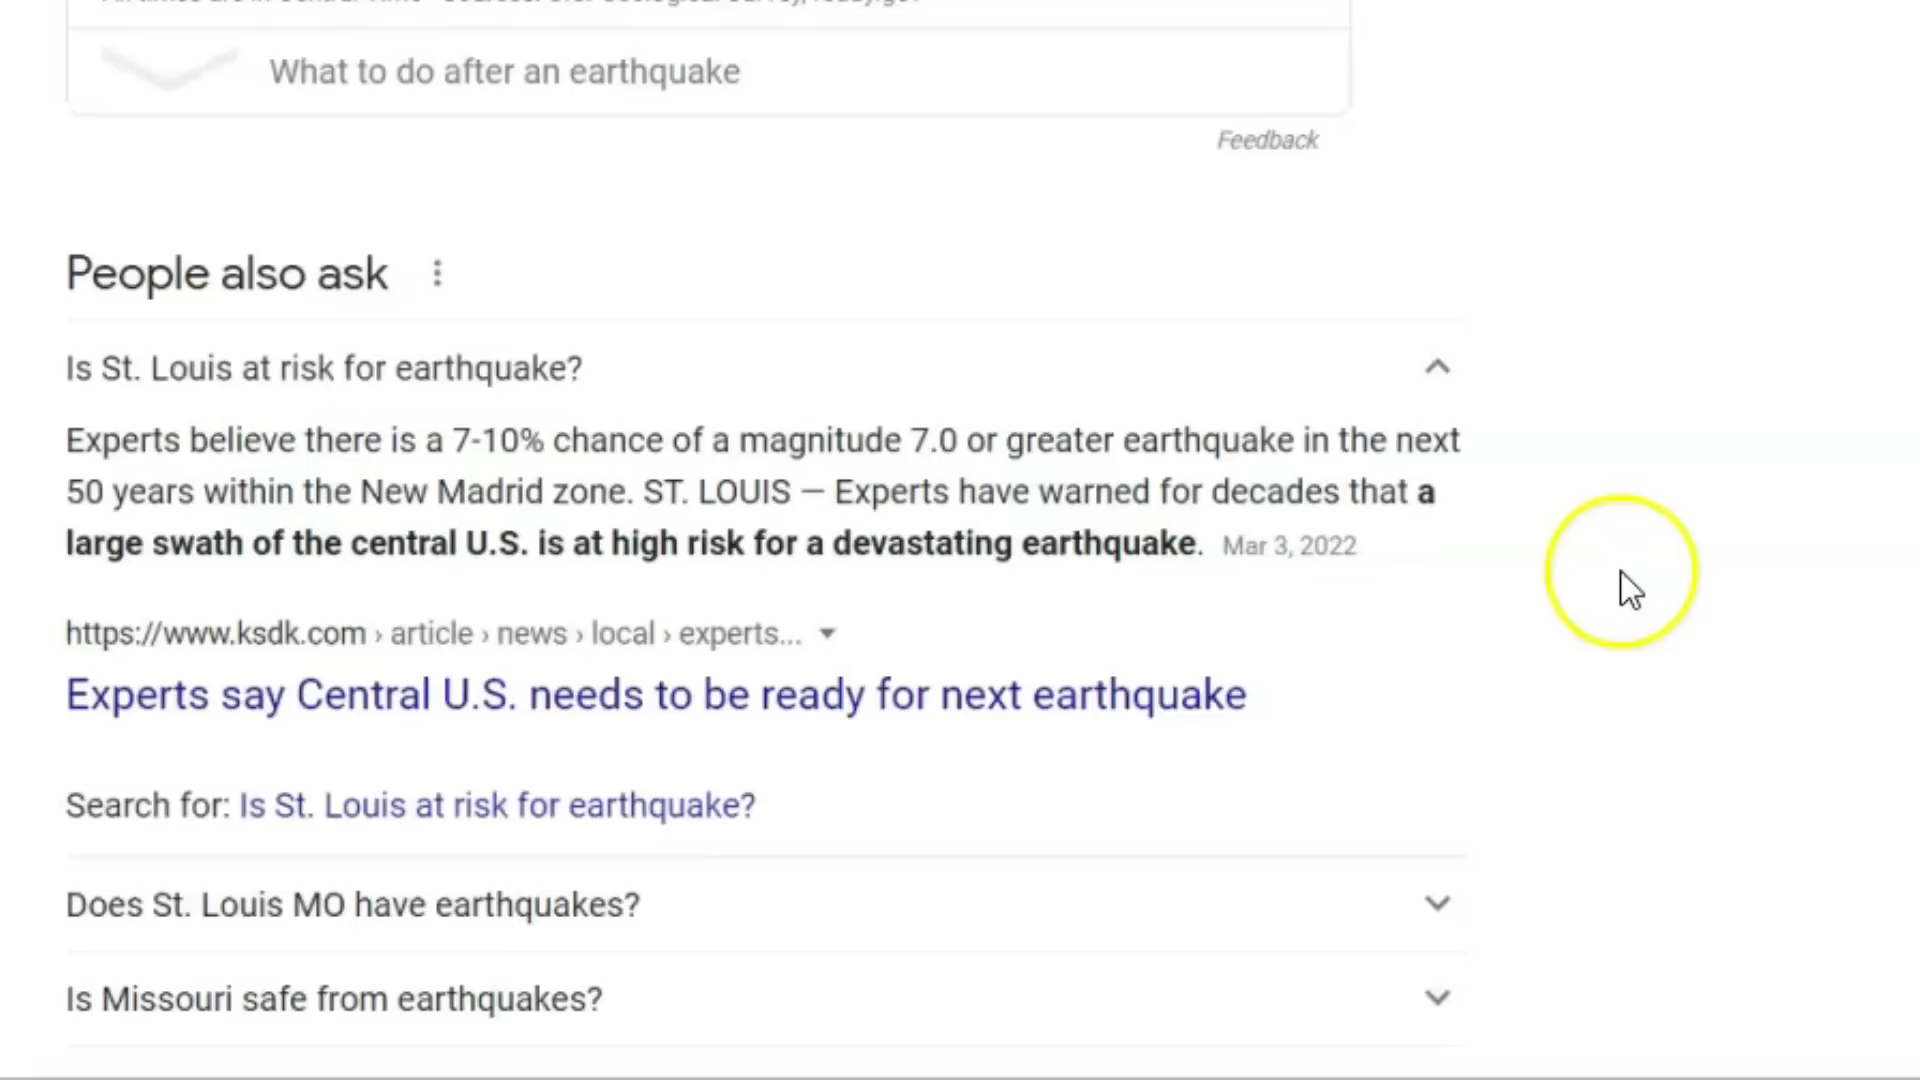 What to do after an earthquake
Feedback
People also ask
Is St. Louis at risk for earthquake?
Experts believe there is a 7-10% chance of a magnitude 7.0 or greater earthquake in the next
50 years within the New Madrid zone. ST. LOUIS — Experts have warned for decades that a
large swath of the central U.S. is at high risk for a devastating earthquake. Mar 3, 2022
https://www.ksdk.com › article › news › local › experts...
Experts say Central U.S. needs to be ready for next earthquake
Search for: Is St. Louis at risk for earthquake?
Does St. Louis MO have earthquakes?
Is Missouri safe from earthquakes?